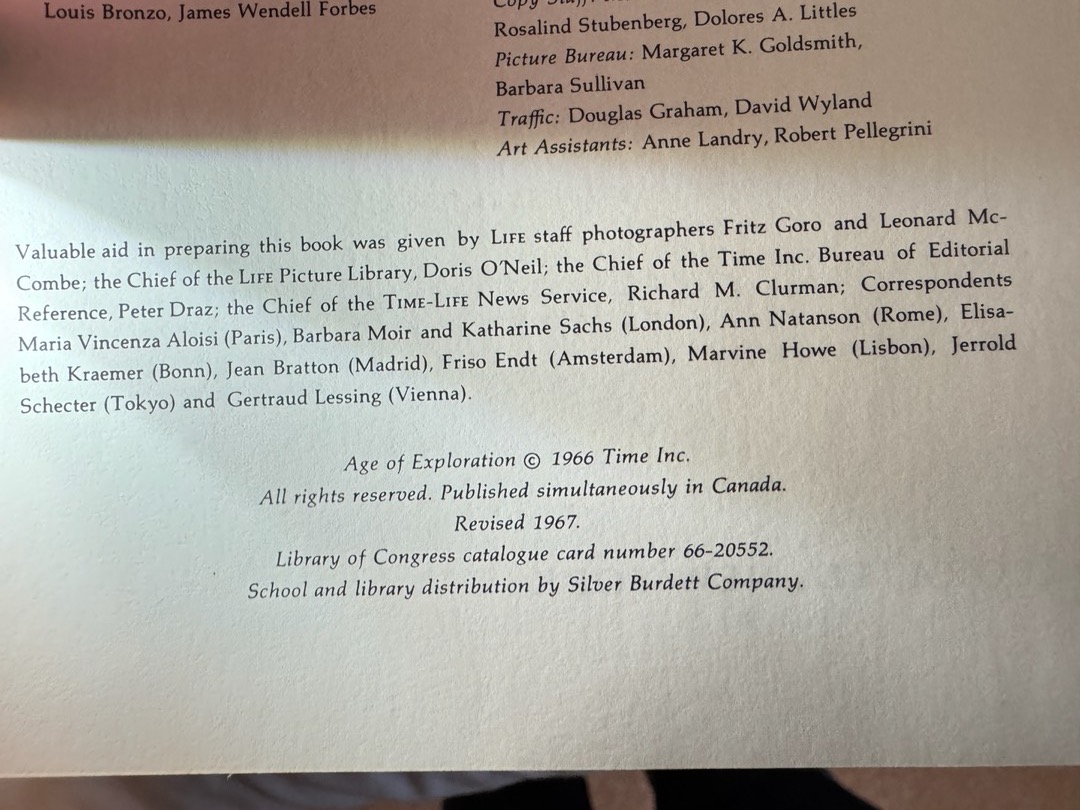 Louis Bronzo, James Wendell Forbes
Copy Staff:
Rosalind Stubenberg, Dolores A. Littles
Picture Bureau: Margaret K. Goldsmith,
Barbara Sullivan
Traffic: Douglas Graham, David Wyland
Art Assistants: Anne Landry, Robert Pellegrini
Valuable aid in preparing this book was given by LIFE staff photographers Fritz Goro and Leonard Mc-
Combe; the Chief of the LIFE Picture Library, Doris O'Neil; the Chief of the Time Inc. Bureau of Editorial
Reference, Peter Draz; the Chief of the TIME-LIFE News Service, Richard M. Clurman; Correspondents
Maria Vincenza Aloisi (Paris), Barbara Moir and Katharine Sachs (London), Ann Natanson (Rome), Elisa-
beth Kraemer (Bonn), Jean Bratton (Madrid), Friso Endt (Amsterdam), Marvine Howe (Lisbon), Jerrold
Schecter (Tokyo) and Gertraud Lessing (Vienna).
Age of Exploration © 1966 Time Inc.
All rights reserved. Published simultaneously in Canada.
Revised 1967.
Library of Congress catalogue card number 66-20552.
School and library distribution by Silver Burdett Company.